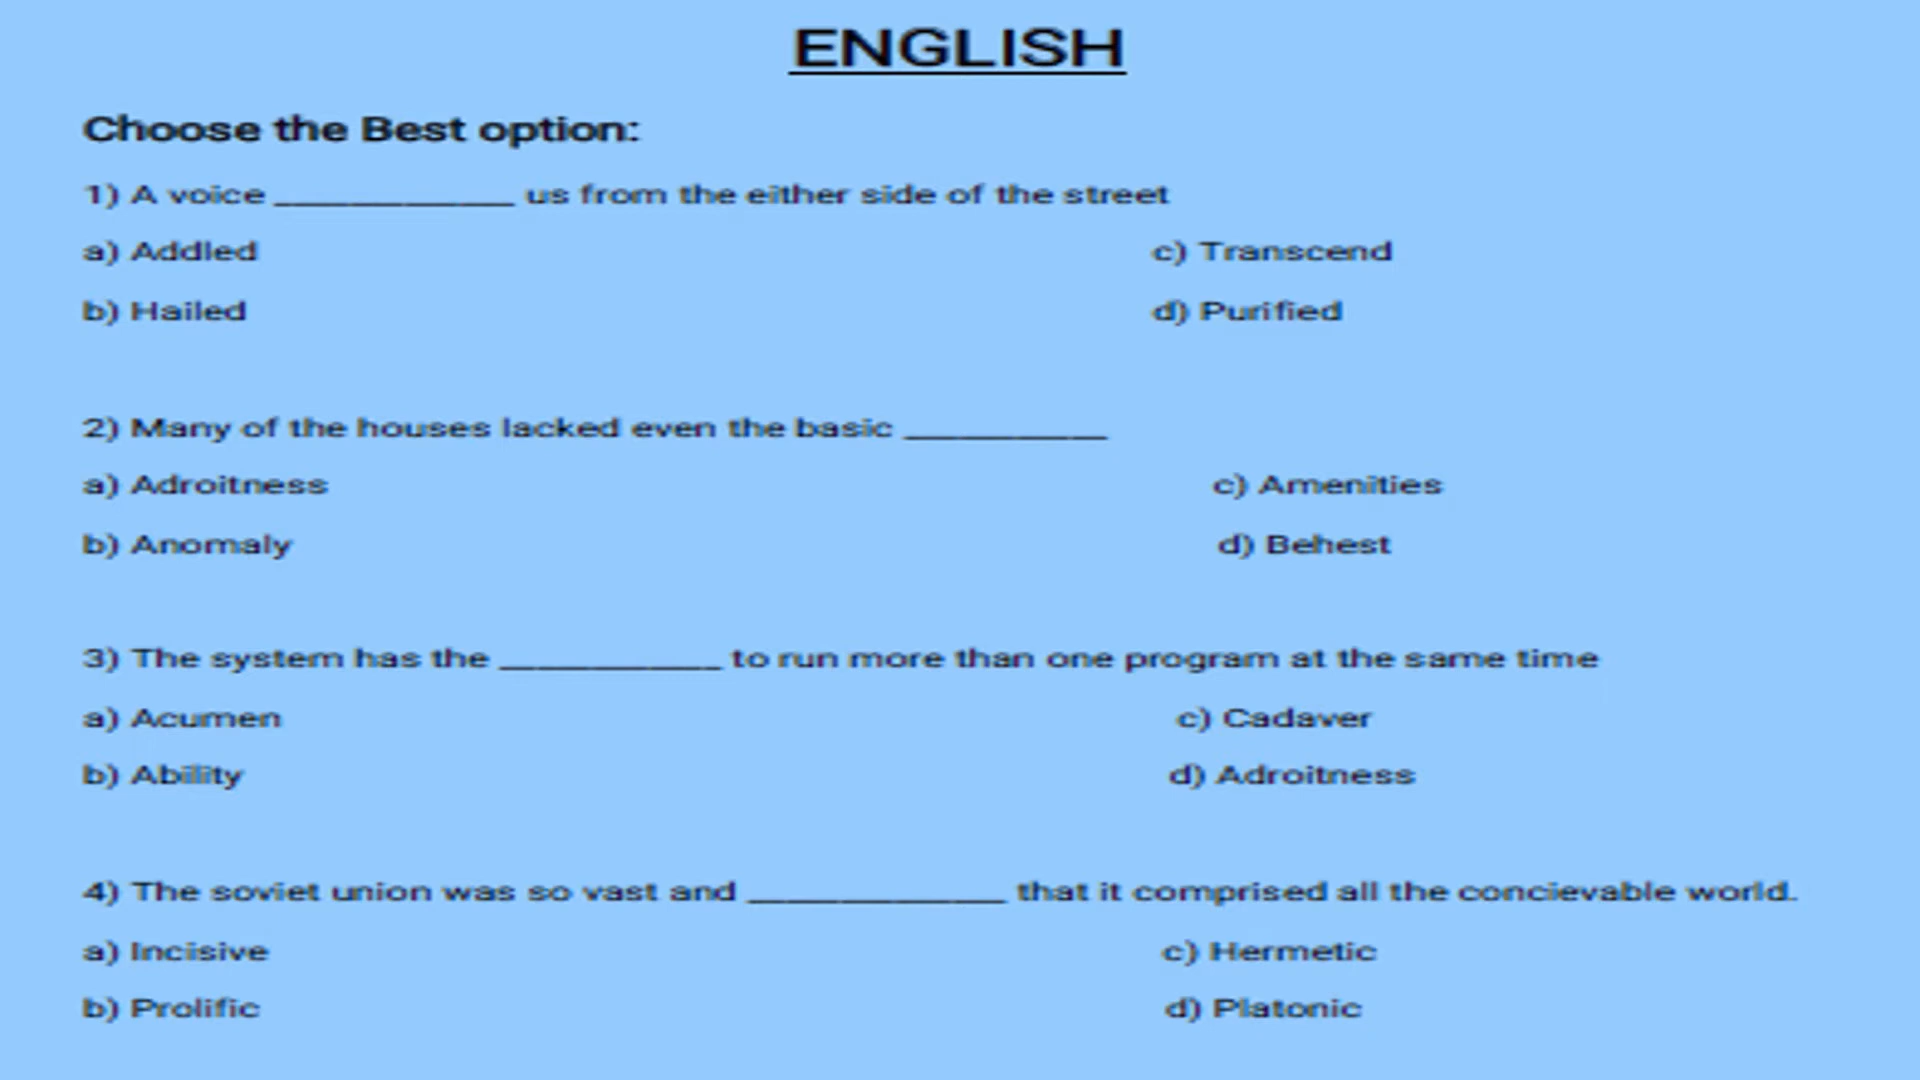 ENGLISH
Choose the Best option:
1) A voice ____________ us from the either side of the street
a) Addled c) Transcend
b) Hailed d) Purified
2) Many of the houses lacked even the basic __________
a) Adroitness c) Amenities
b) Anomaly d) Behest
3) The system has the ___________ to run more than one program at the same time
a) Acumen c) Cadaver
b) Ability d) Adroitness
4) The soviet union was so vast and _____________ that it comprised all the concievable world.
a) Incisive c) Hermetic
b) Prolific d) Platonic